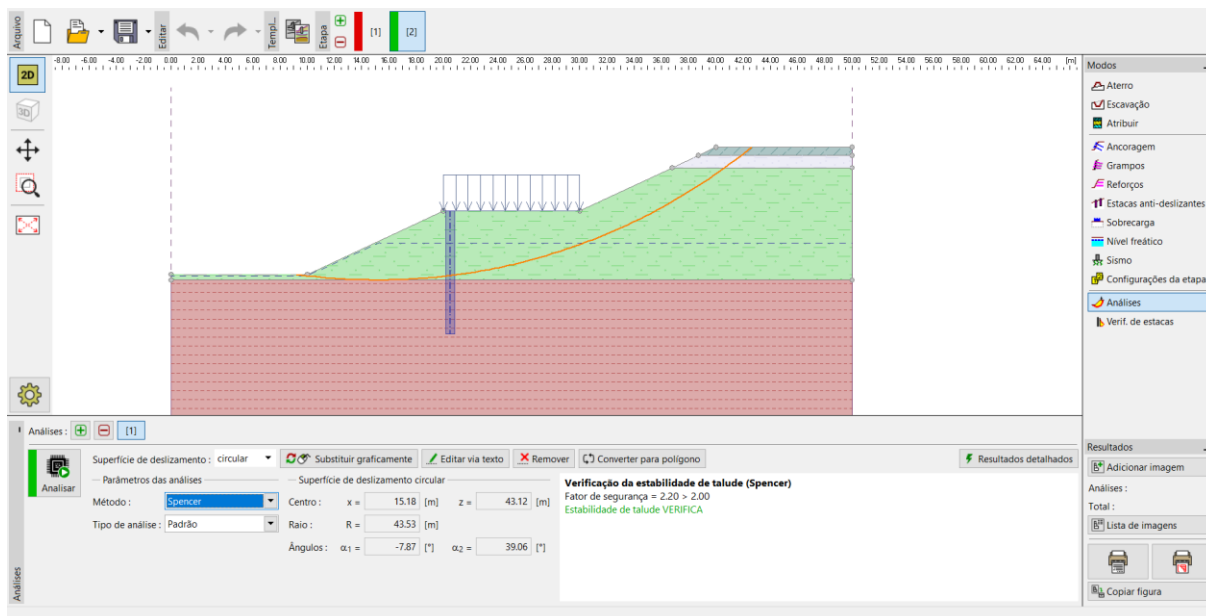 Arquivo
Editar
Templ...
Etapa
[1]
[2]
2D
3D
-8.00 -6.00 -4.00 -2.00 0.00 2.00 4.00 6.00 8.00 10.00 12.00 14.00 16.00 18.00 20.00 22.00 24.00 26.00 28.00 30.00 32.00 34.00 36.00 38.00 40.00 42.00 44.00 46.00 48.00 50.00 52.00 54.00 56.00 58.00 60.00 62.00 64.00 [m]
Modos
Aterro
Escavação
Atribuir
Ancoragem
Grampos
Reforços
Estacas anti-deslizantes
Sobrecarga
Nível freático
Sismo
Configurações da etapa
Análises
Verif. de estacas
Análises : [1]
Analisar
Superfície de deslizamento : circular
Substituir graficamente
Editar via texto
Remover
Converter para polígono
Resultados detalhados
Parâmetros das análises
Método : Spencer
Tipo de análise : Padrão
Superfície de deslizamento circular
Centro : x = 15.18 [m] z = 43.12 [m]
Raio : R = 43.53 [m]
Ângulos : α1 = -7.87 [°] α2 = 39.06 [°]
Verificação da estabilidade de talude (Spencer)
Fator de segurança = 2.20 > 2.00
Estabilidade de talude VERIFICA
Análises
Resultados
Adicionar imagem
Análises :
Total :
Lista de imagens
Copiar figura